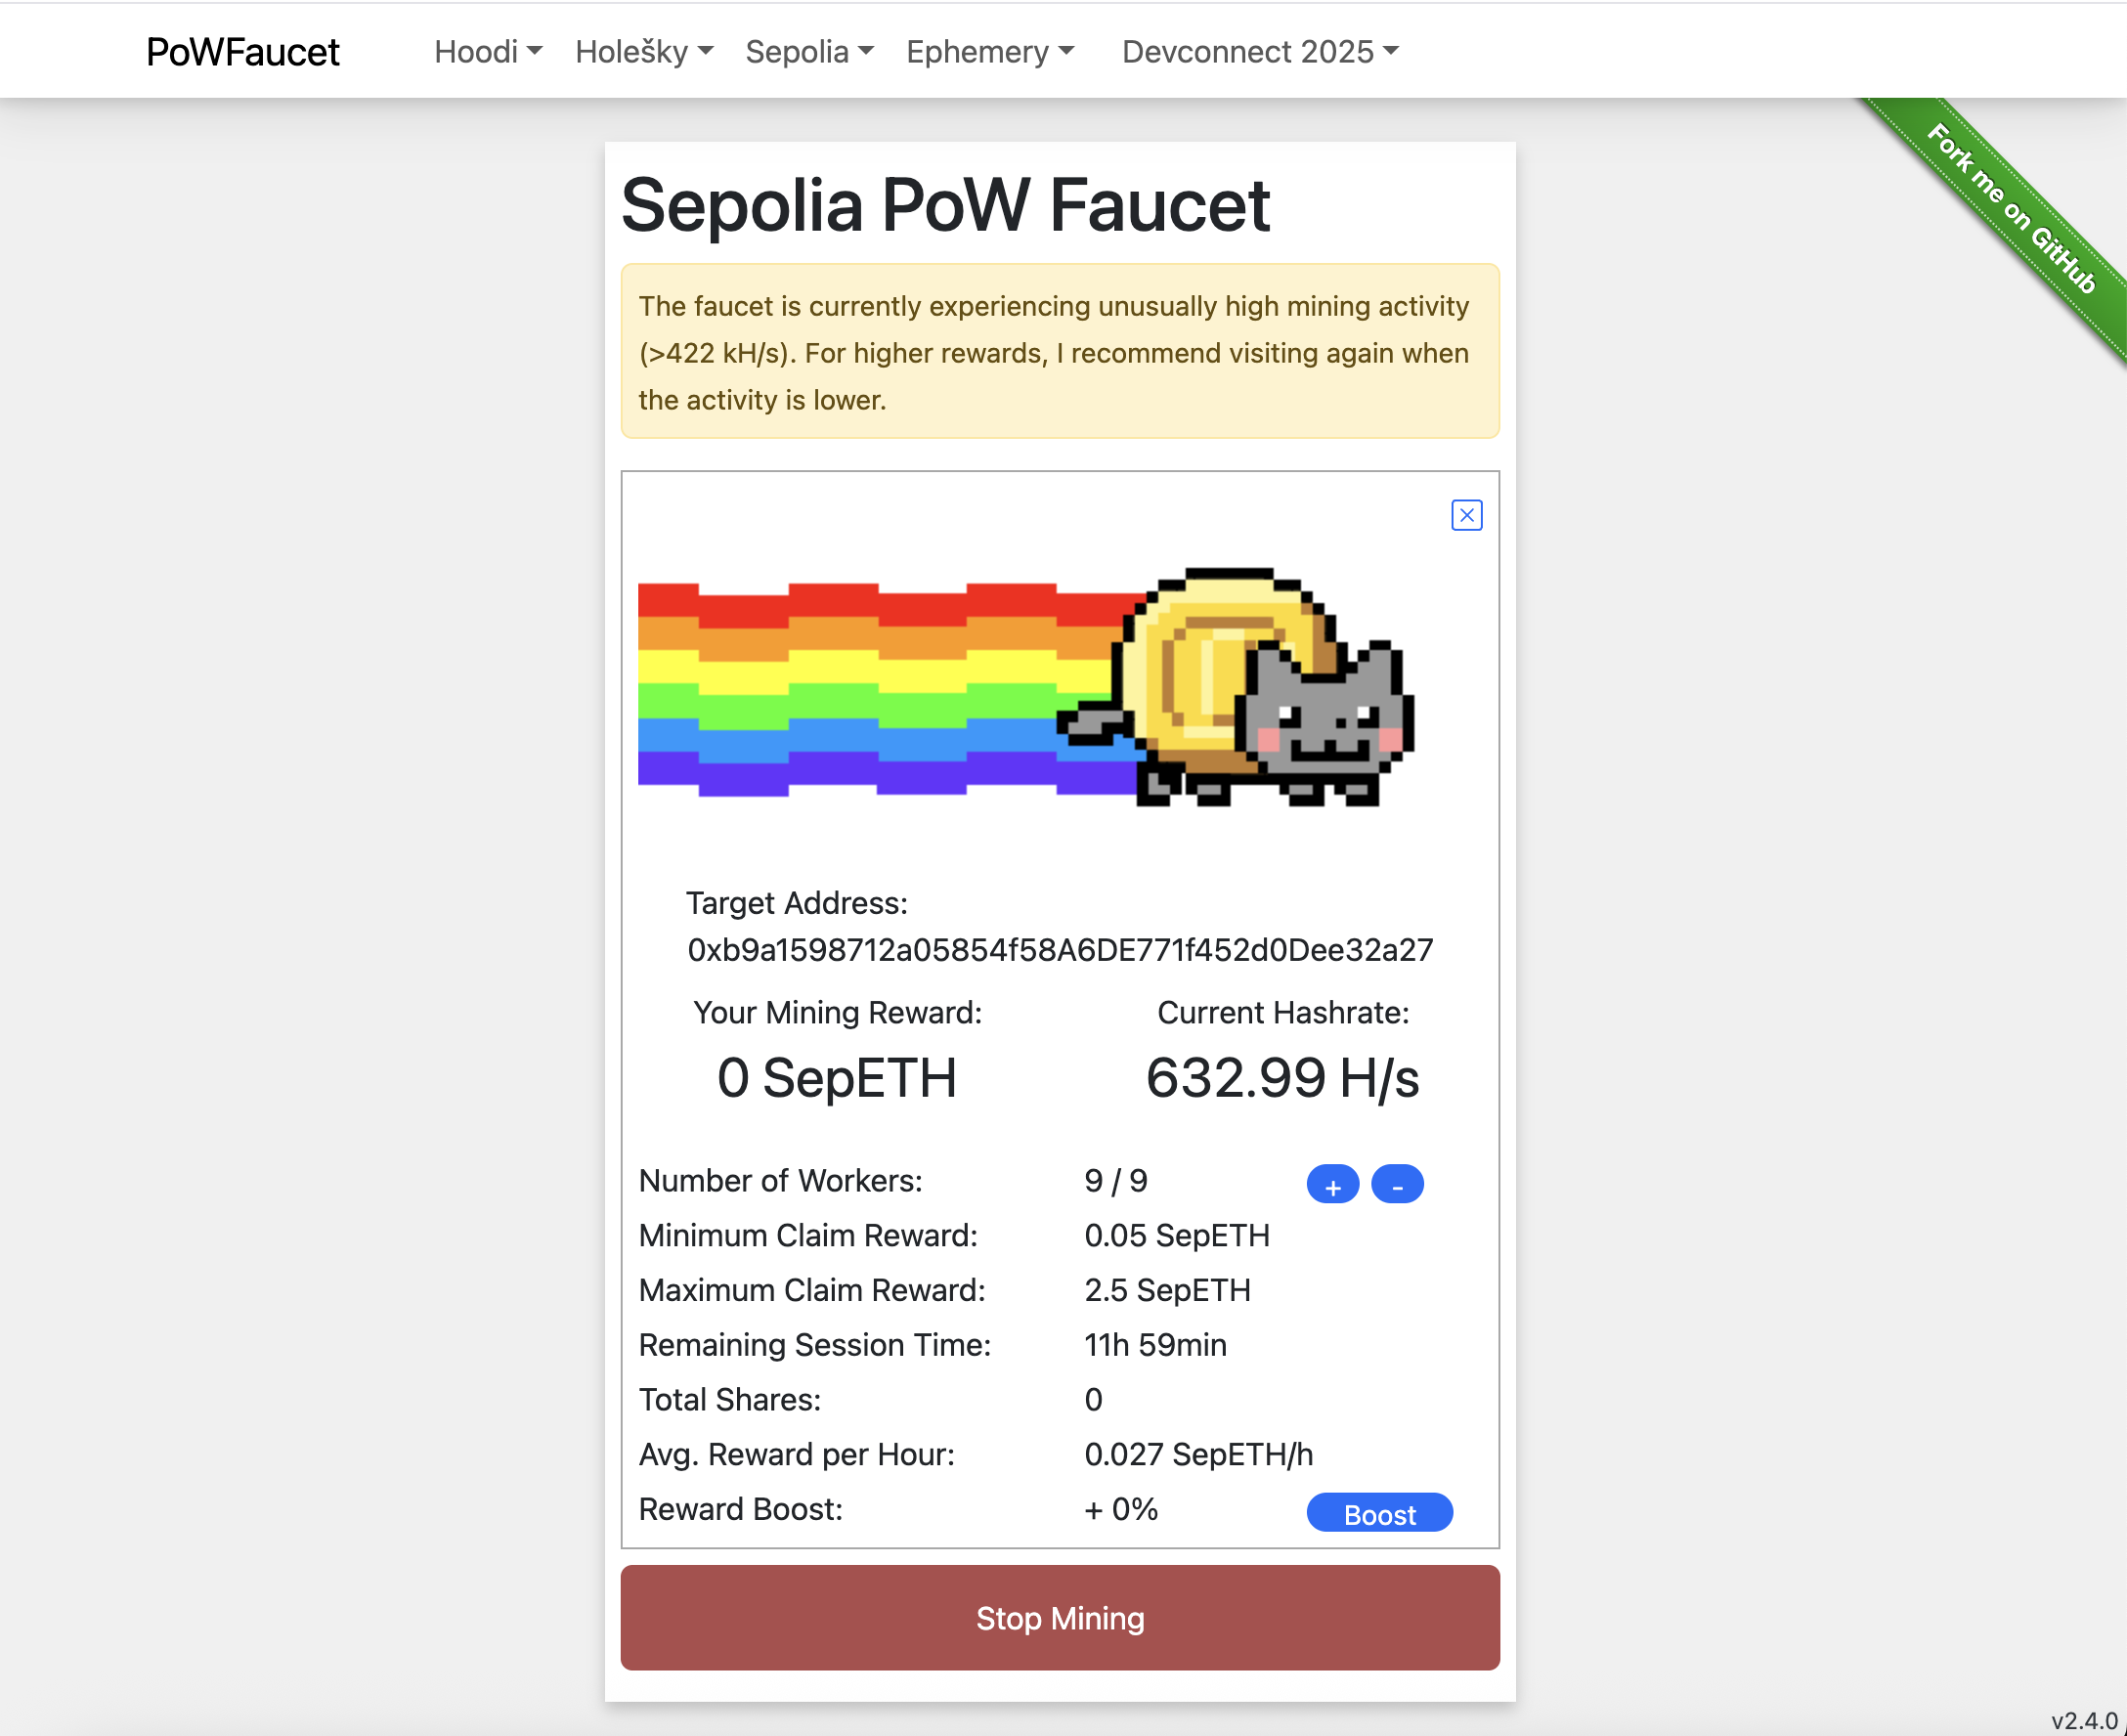 PoWFaucet Hoodi Holešky Sepolia Ephemery Devconnect 2025
Fork me on GitHub
Sepolia PoW Faucet
The faucet is currently experiencing unusually high mining activity
(>422 kH/s). For higher rewards, I recommend visiting again when
the activity is lower.
Target Address:
0xb9a1598712a05854f58A6DE771f452d0Dee32a27
Your Mining Reward: Current Hashrate:
0 SepETH 632.99 H/s
Number of Workers: 9 / 9 + -
Minimum Claim Reward: 0.05 SepETH
Maximum Claim Reward: 2.5 SepETH
Remaining Session Time: 11h 59min
Total Shares: 0
Avg. Reward per Hour: 0.027 SepETH/h
Reward Boost: + 0% Boost
Stop Mining
v2.4.0